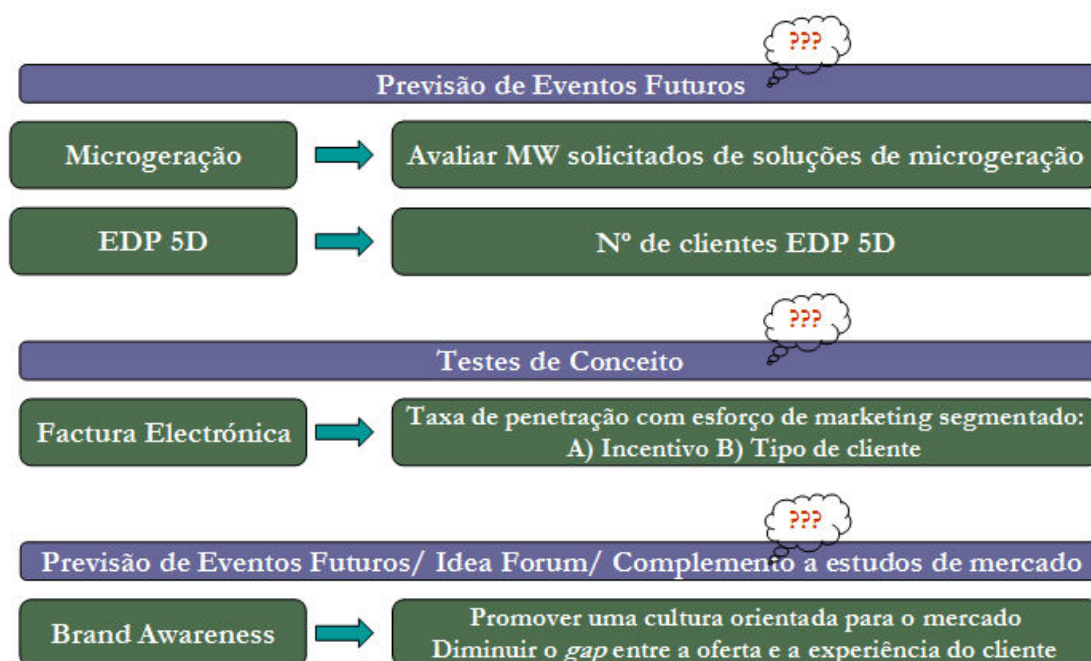 ???
Previsão de Eventos Futuros
Microgeração
Avaliar MW solicitados de soluções de microgeração
EDP 5D
Nº de clientes EDP 5D
???
Testes de Conceito
Factura Electrónica
Taxa de penetração com esforço de marketing segmentado:
A) Incentivo B) Tipo de cliente
???
Previsão de Eventos Futuros/ Idea Forum/ Complemento a estudos de mercado
Brand Awareness
Promover uma cultura orientada para o mercado
Diminuir o gap entre a oferta e a experiência do cliente